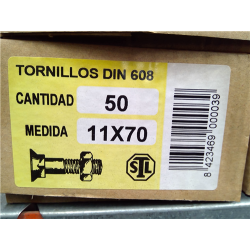 TORNILLOS DIN 608
CANTIDAD 50
MEDIDA 11X70
STL
8 423469 000039